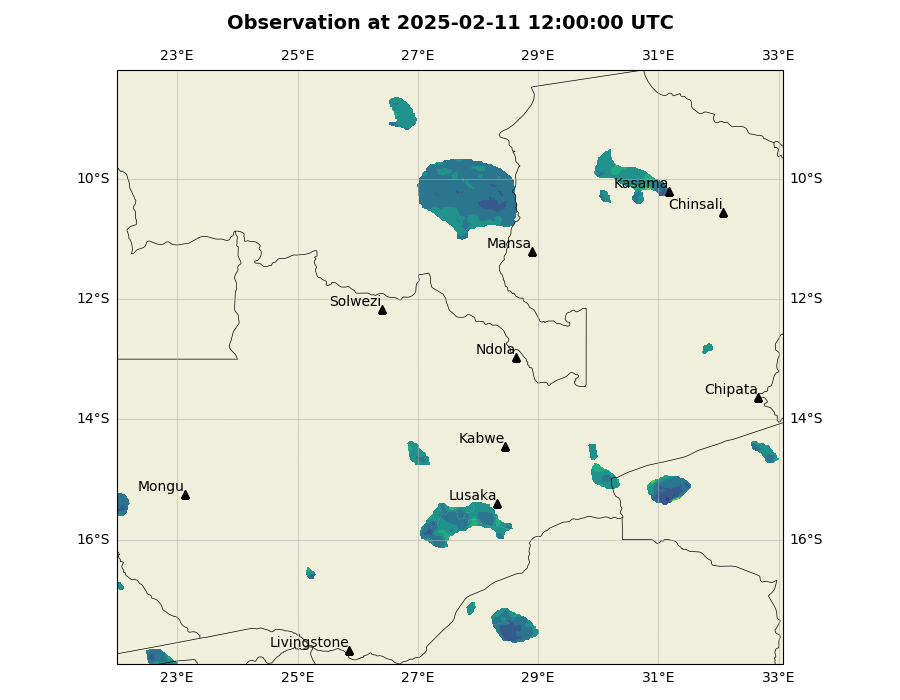 Observation at 2025-02-11 12:00:00 UTC
23°E 25°E 27°E 29°E 31°E 33°E
10°S 10°S
Kasama
Chinsali
Mansa
12°S 12°S
Solwezi
Ndola
Chipata
14°S 14°S
Kabwe
Mongu
Lusaka
16°S 16°S
Livingstone
23°E 25°E 27°E 29°E 31°E 33°E